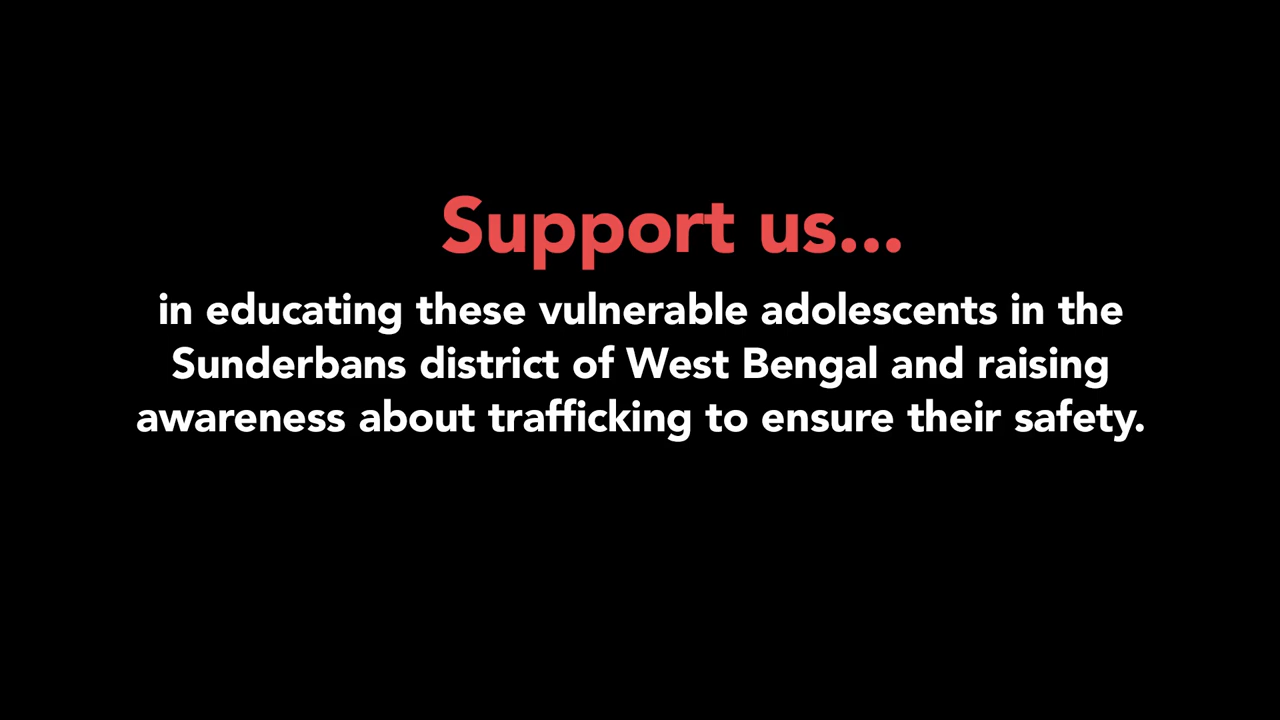 Support us...
in educating these vulnerable adolescents in the
Sunderbans district of West Bengal and raising
awareness about trafficking to ensure their safety.